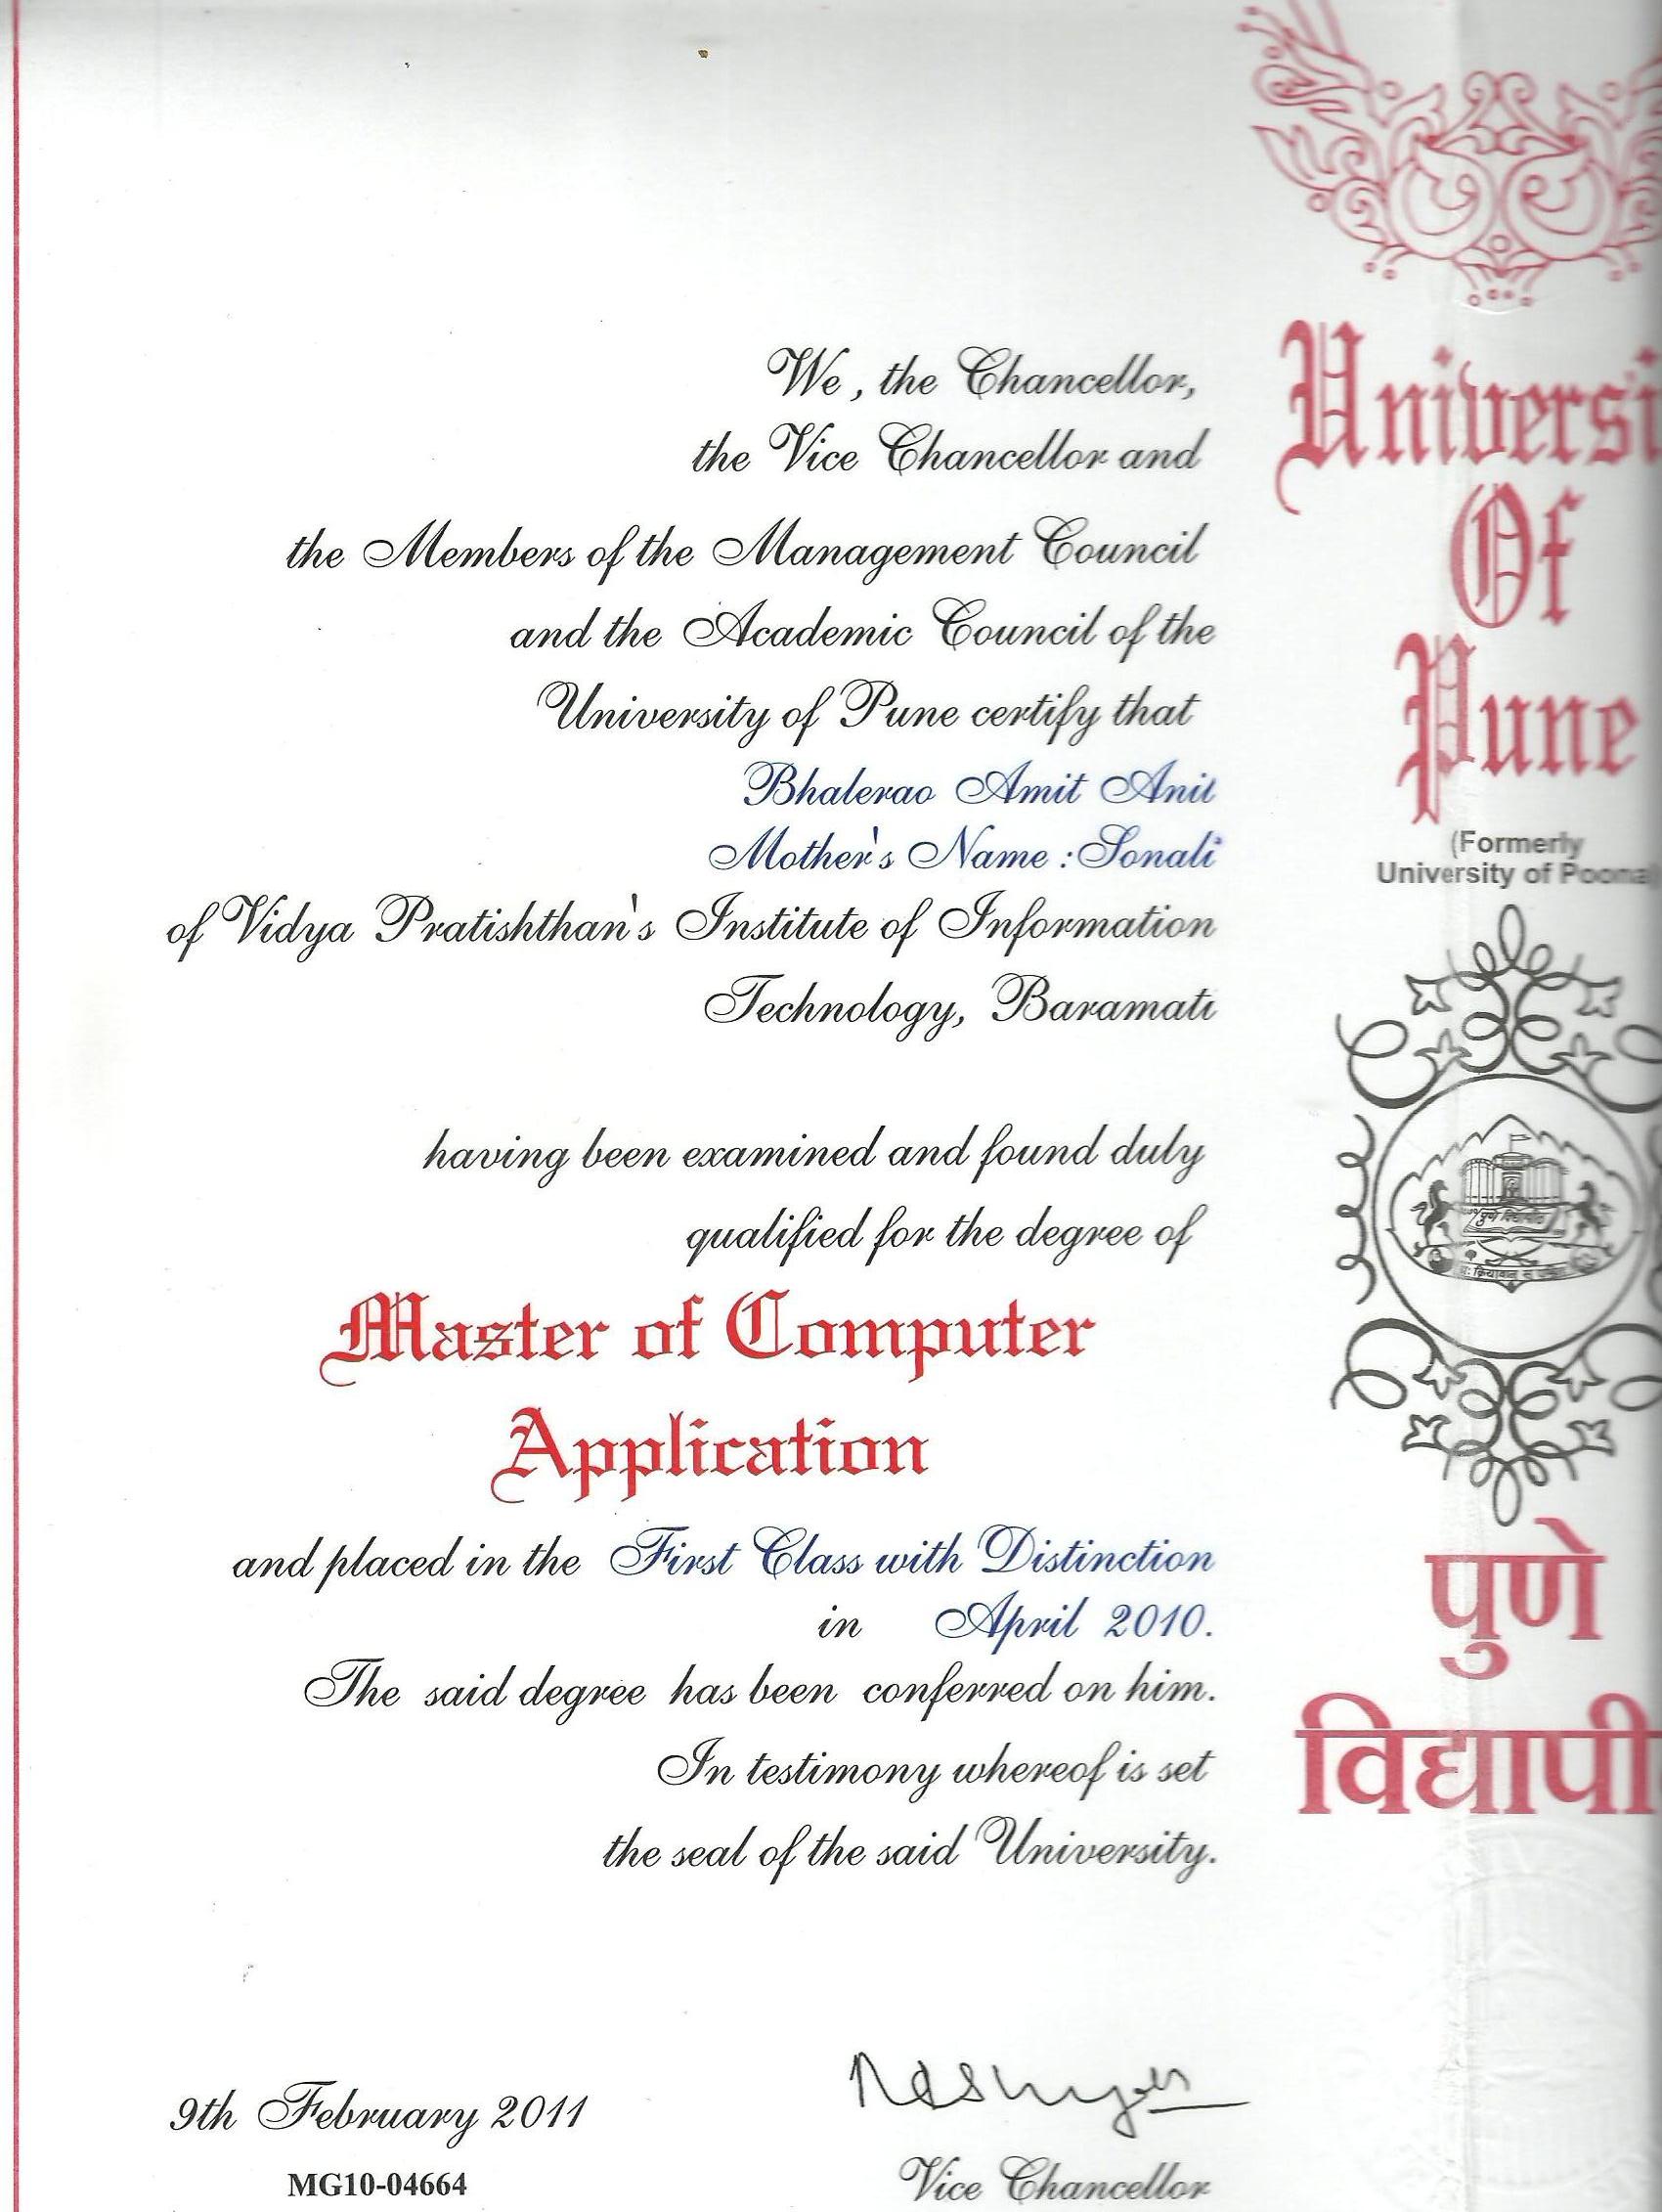 We, the Chancellor,
the Vice Chancellor and
the Members of the Management Council
and the Academic Council of the
University of Pune certify that
Bhalerao Amit Anil
Mother's Name : Sonali
of Vidya Pratishthan's Institute of Information
Technology, Baramati
having been examined and found duly
qualified for the degree of
Master of Computer
Application
and placed in the First Class with Distinction
in April 2010.
The said degree has been conferred on him.
In testimony whereof is set
the seal of the said University.
9th February 2011
MG10-04664
Vice Chancellor
Universi
Of
Pune
(Formerly
University of Poona)
पुणे विद्यापीठ
पुणे
विद्यापी